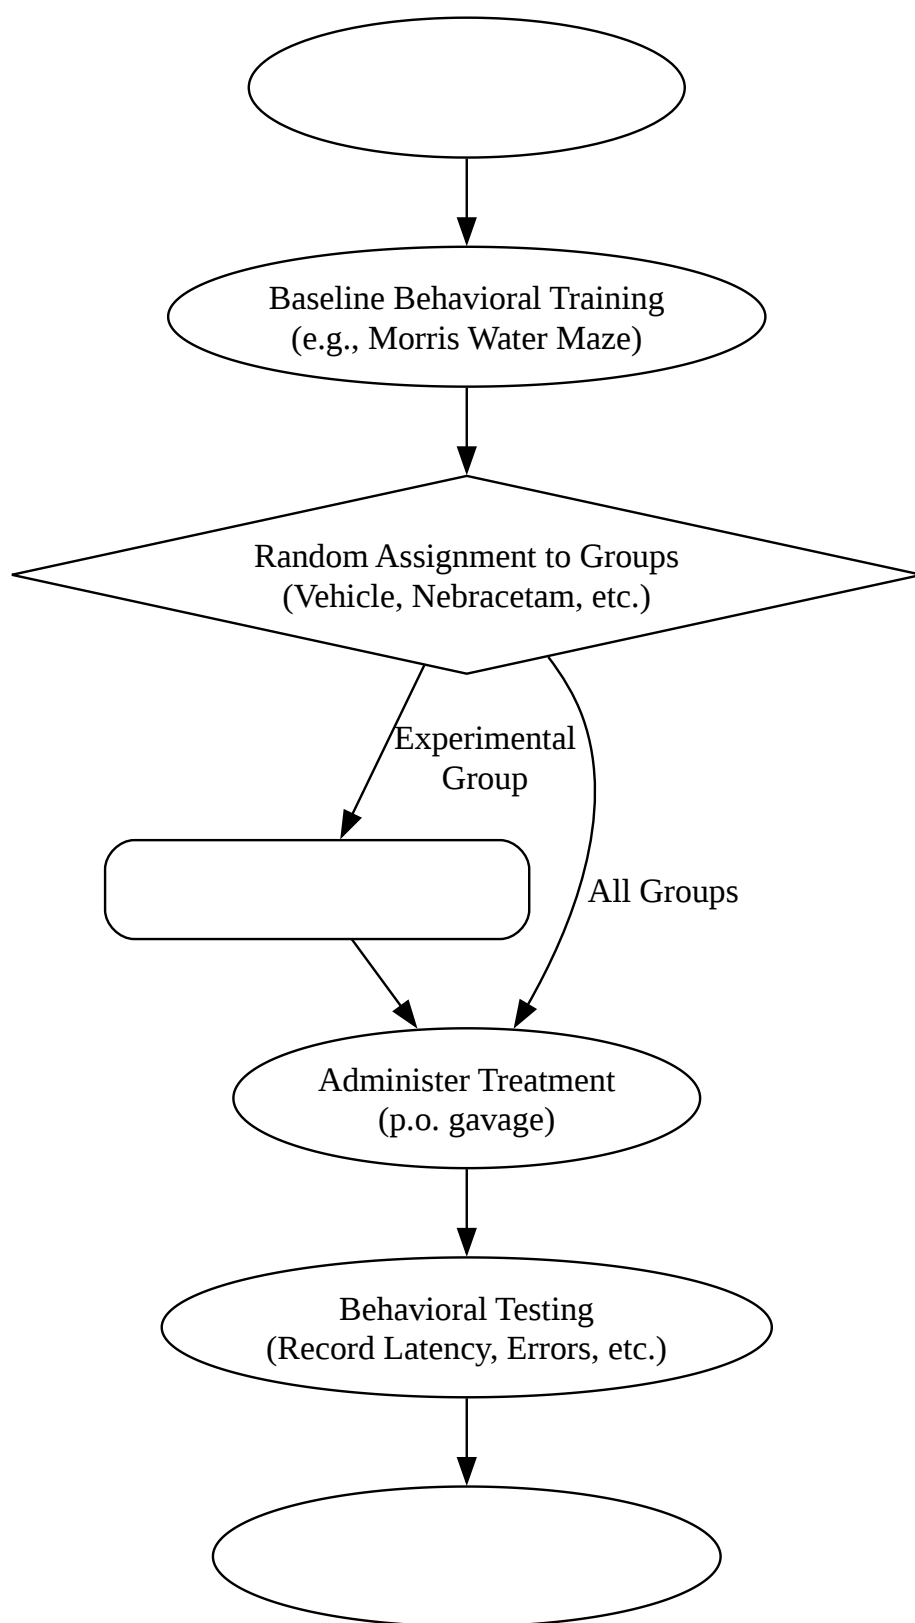 Baseline Behavioral Training
(e.g., Morris Water Maze)
Random Assignment to Groups
(Vehicle, Nebracetam, etc.)
Experimental
Group
All Groups
Administer Treatment
(p.o. gavage)
Behavioral Testing
(Record Latency, Errors, etc.)